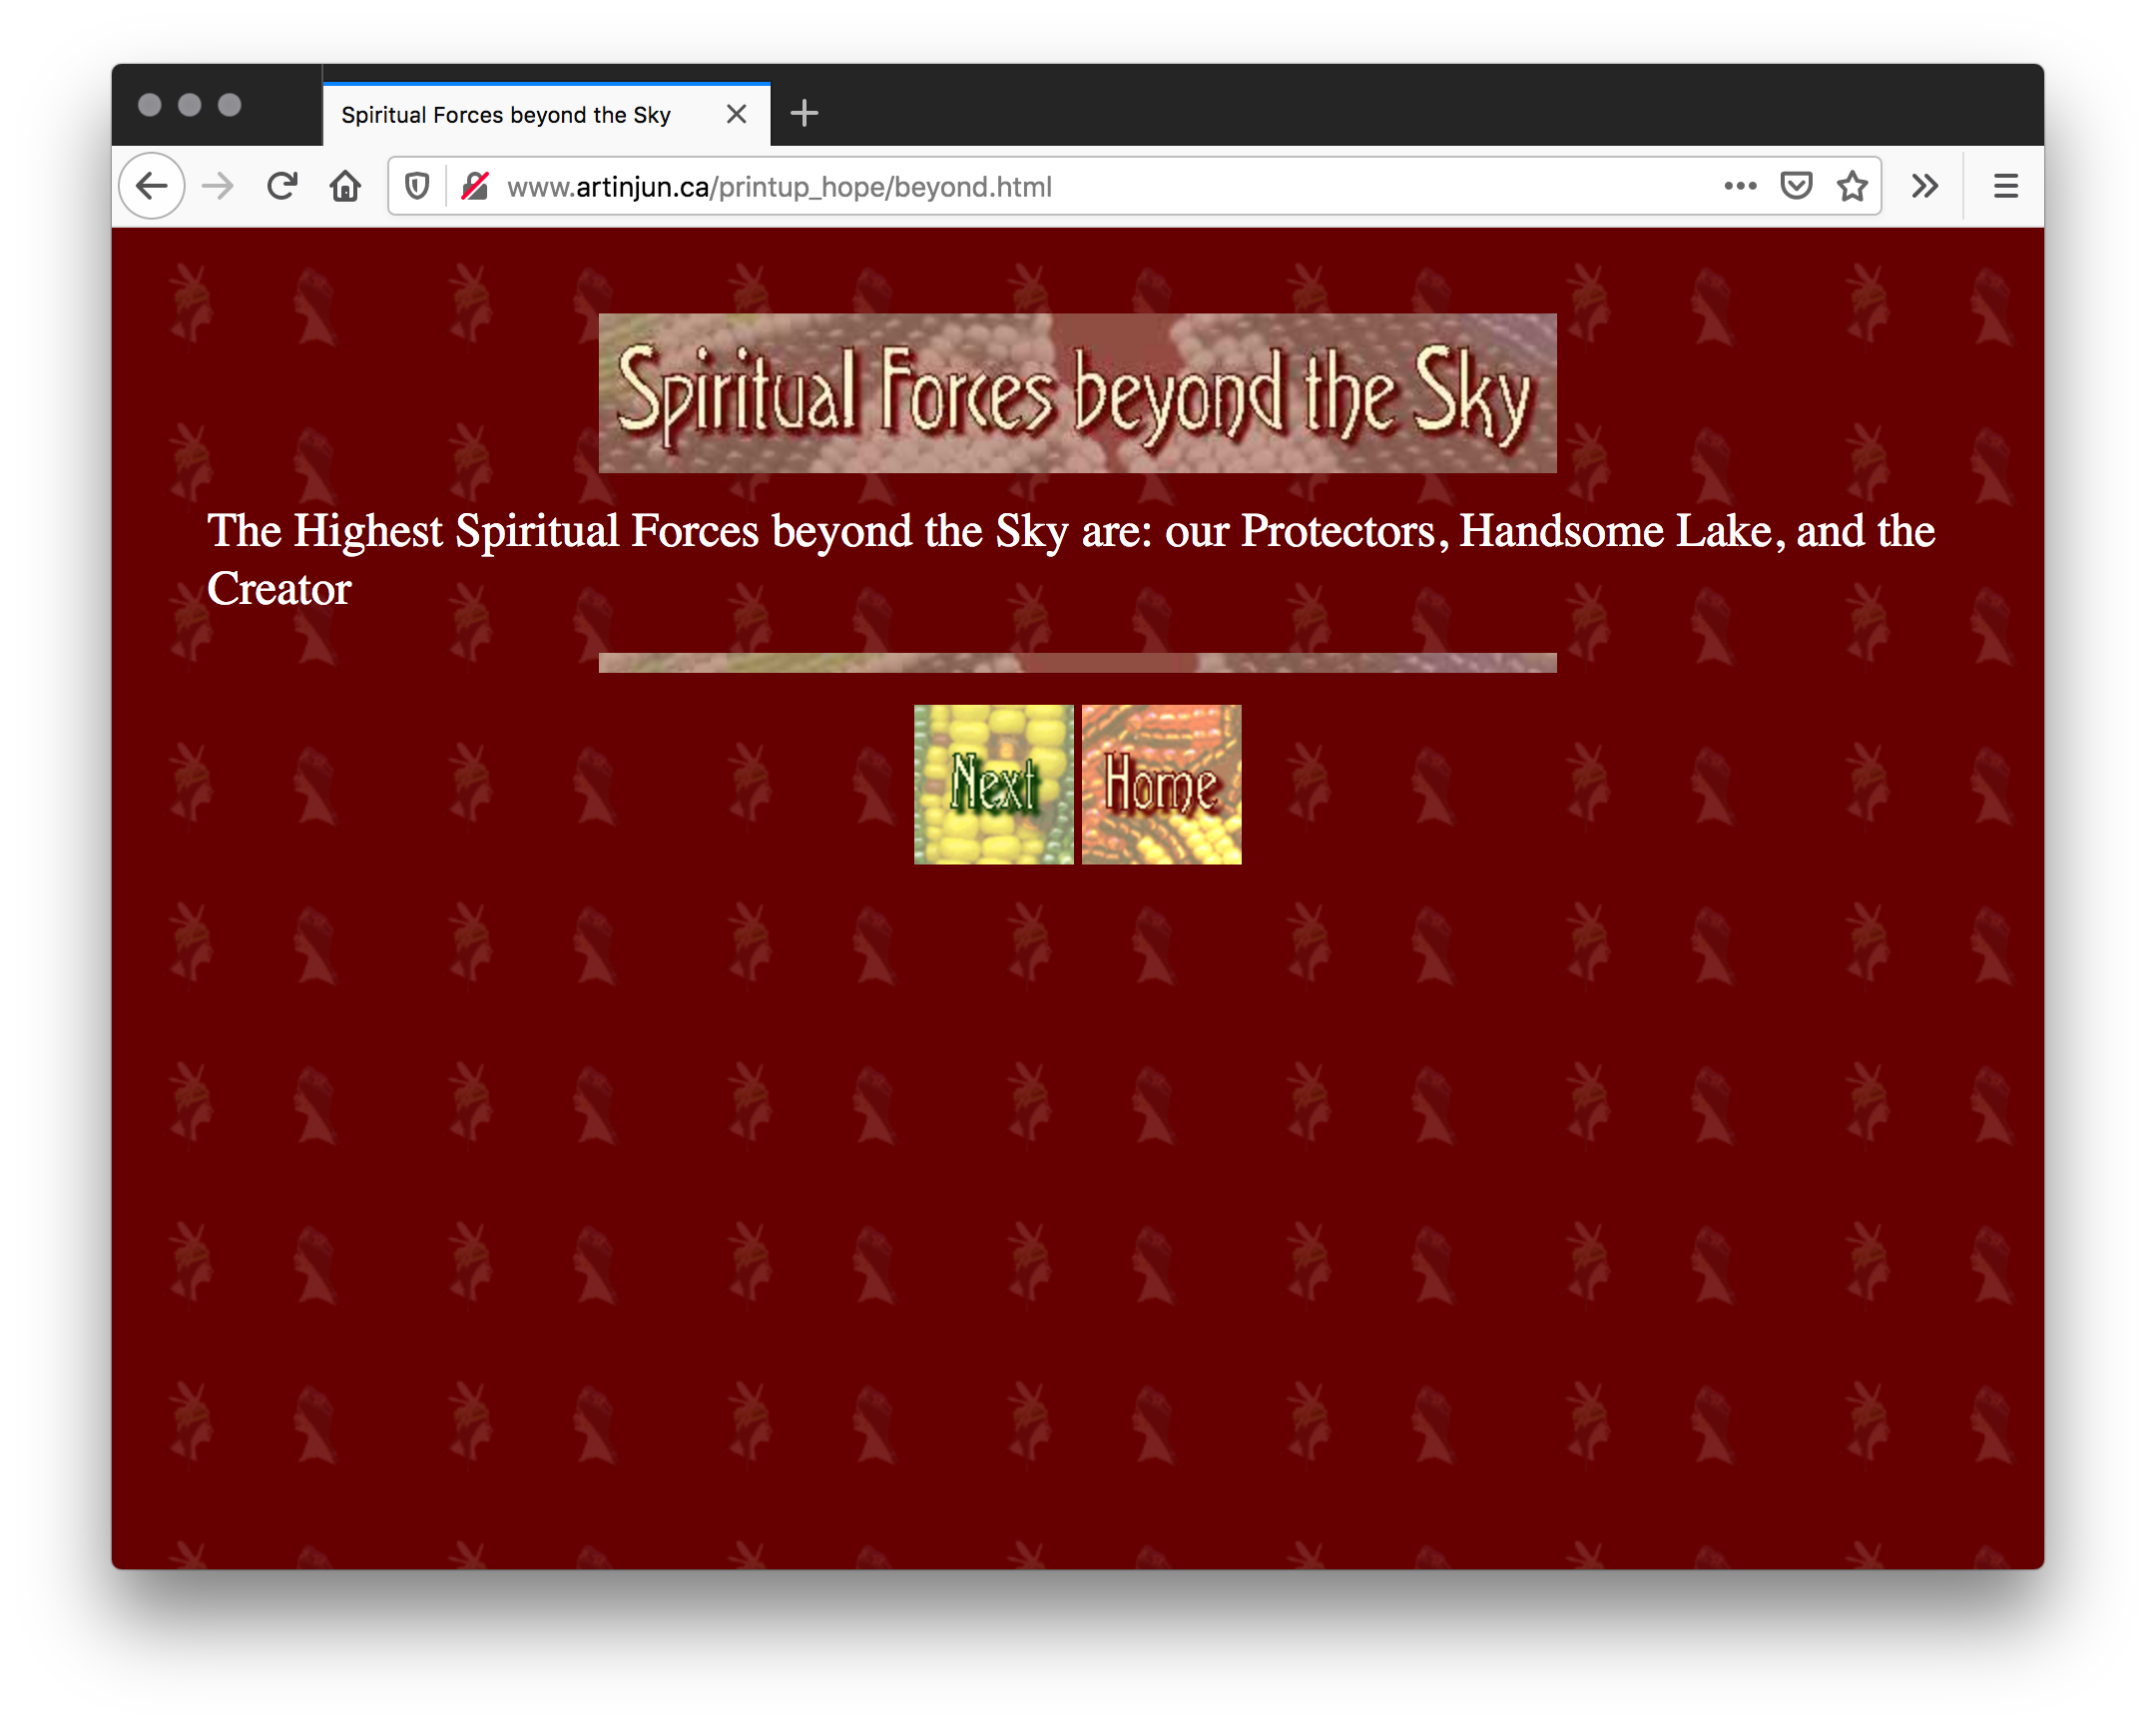 Spiritual Forces beyond the Sky
www.artinjun.ca/printup_hope/beyond.html
Spiritual Forces beyond the Sky
The Highest Spiritual Forces beyond the Sky are: our Protectors, Handsome Lake, and the
Creator
Next Home